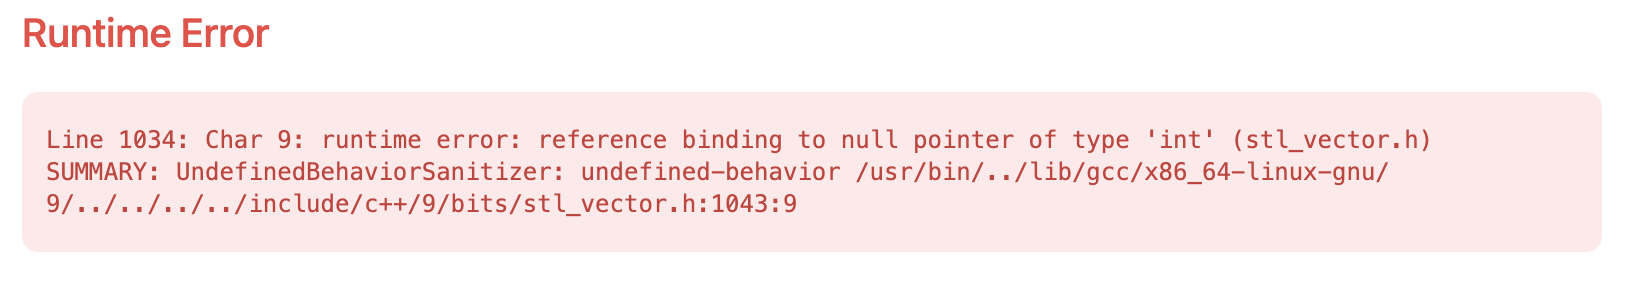 Runtime Error
Line 1034: Char 9: runtime error: reference binding to null pointer of type 'int' (stl_vector.h)
SUMMARY: UndefinedBehaviorSanitizer: undefined-behavior /usr/bin/../lib/gcc/x86_64-linux-gnu/
9/../../../../include/c++/9/bits/stl_vector.h:1043:9